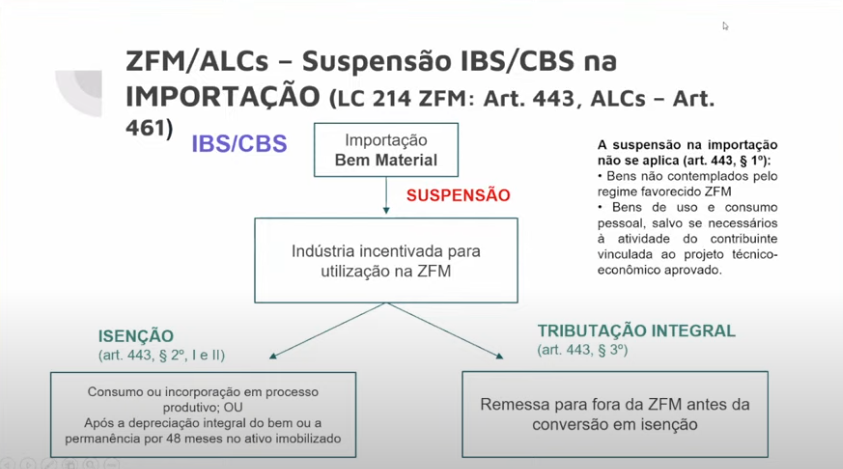 ZFM/ALCs – Suspensão IBS/CBS na
IMPORTAÇÃO (LC 214 ZFM: Art. 443, ALCs – Art.
461)
IBS/CBS
Importação
Bem Material
SUSPENSÃO
Indústria incentivada para
utilização na ZFM
A suspensão na importação
não se aplica (art. 443, § 1º):
• Bens não contemplados pelo
regime favorecido ZFM
• Bens de uso e consumo
pessoal, salvo se necessários
à atividade do contribuinte
vinculada ao projeto técnico-
econômico aprovado.
ISENÇÃO
(art. 443, § 2º, I e II)
Consumo ou incorporação em processo
produtivo; OU
Após a depreciação integral do bem ou a
permanência por 48 meses no ativo imobilizado
TRIBUTAÇÃO INTEGRAL
(art. 443, § 3º)
Remessa para fora da ZFM antes da
conversão em isenção